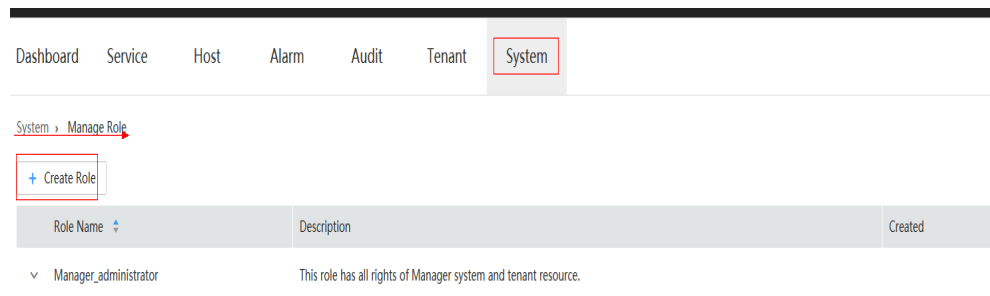 Dashboard Service Host Alarm Audit Tenant System
System › Manage Role
+ Create Role
Role Name Description Created
Manager_administrator This role has all rights of Manager system and tenant resource.